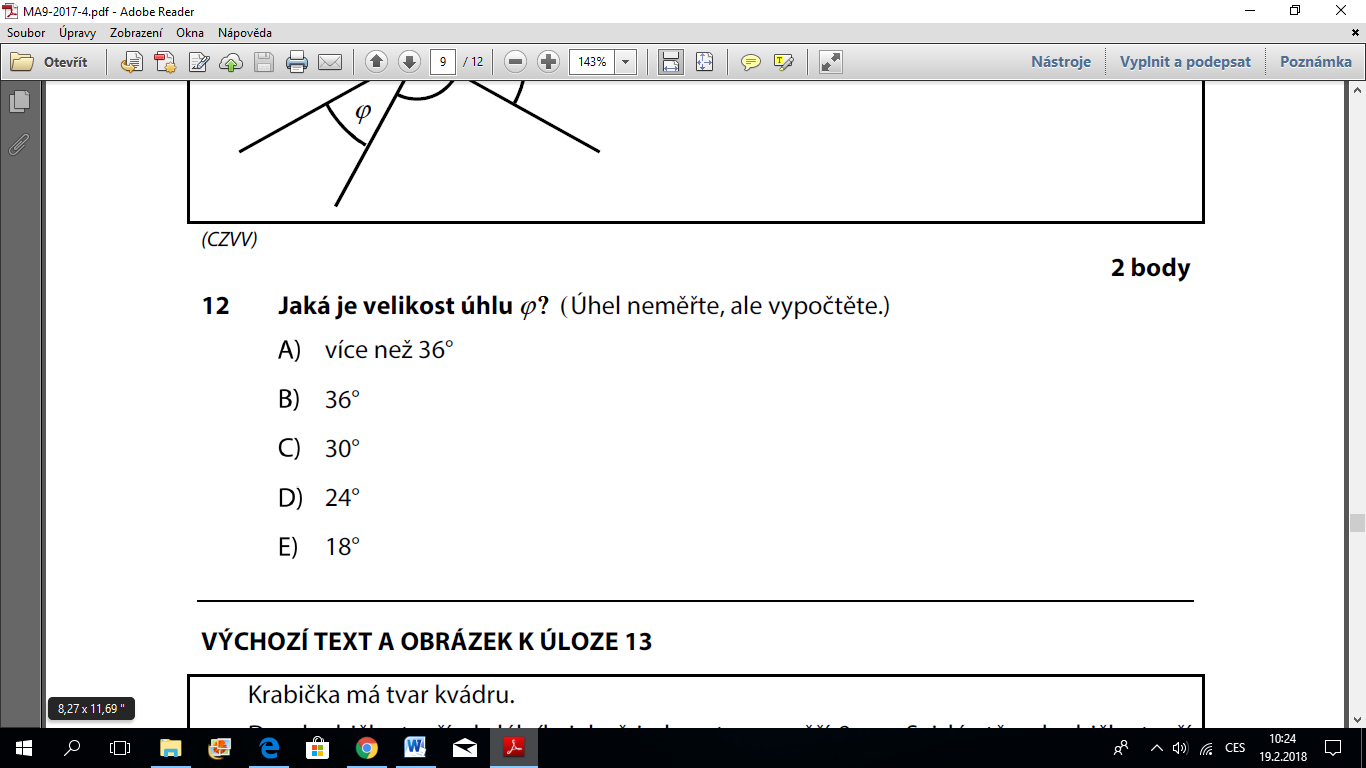 MA9-2017-4.pdf - Adobe Reader
Soubor Úpravy Zobrazení Okna Nápověda
Otevřít 9 / 12 143% Nástroje Vyplnit a podepsat Poznámka
φ
(CZVV)
2 body
12 Jaká je velikost úhlu φ? (Úhel neměřte, ale vypočtěte.)
A) více než 36°
B) 36°
C) 30°
D) 24°
E) 18°
VÝCHOZÍ TEXT A OBRÁZEK K ÚLOZE 13
Krabička má tvar kvádru.
8,27 x 11,69 "
CES
10:24
19.2.2018